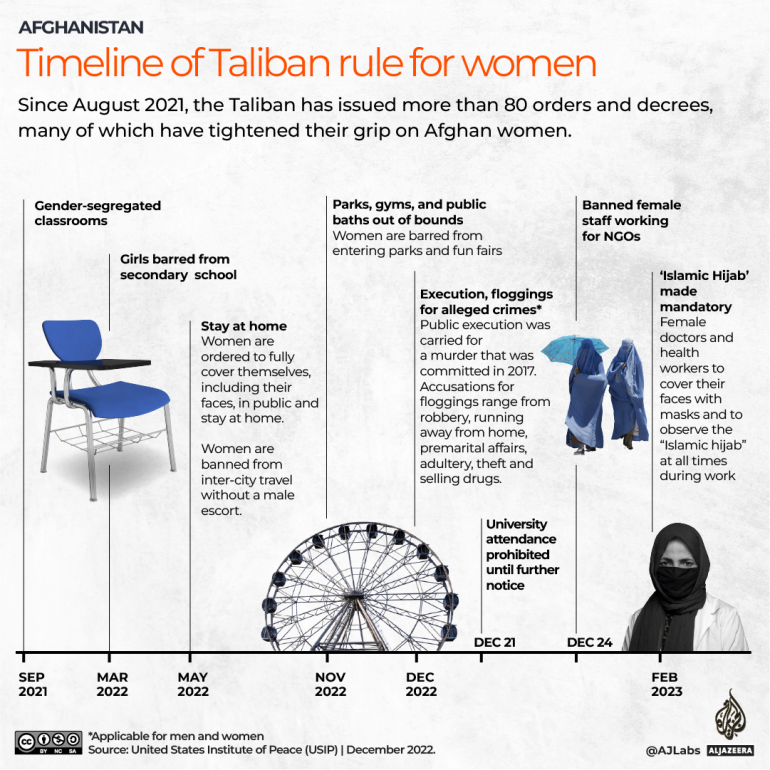 AFGHANISTAN
Timeline of Taliban rule for women
Since August 2021, the Taliban has issued more than 80 orders and decrees,
many of which have tightened their grip on Afghan women.
Gender-segregated
classrooms
Girls barred from
secondary school
Stay at home
Women are
ordered to fully
cover themselves,
including their
faces, in public and
stay at home.
Women are
banned from
inter-city travel
without a male
escort.
Parks, gyms, and public
baths out of bounds
Women are barred from
entering parks and fun fairs
Execution, floggings
for alleged crimes*
Public execution was
carried for
a murder that was
committed in 2017.
Accusations for
floggings range from
robbery, running
away from home,
premarital affairs,
adultery, theft and
selling drugs.
University
attendance
prohibited
until further
notice
Banned female
staff working
for NGOs
'Islamic Hijab'
made
mandatory
Female
doctors and
health
workers to
cover their
faces with
masks and to
observe the
"Islamic hijab"
at all times
during work
DEC 21
DEC 24
SEP
2021
MAR
2022
MAY
2022
NOV
2022
DEC
2022
FEB
2023
cc BY NC SA
*Applicable for men and women
Source: United States Institute of Peace (USIP) | December 2022.
@AJLabs
ALJAZEERA